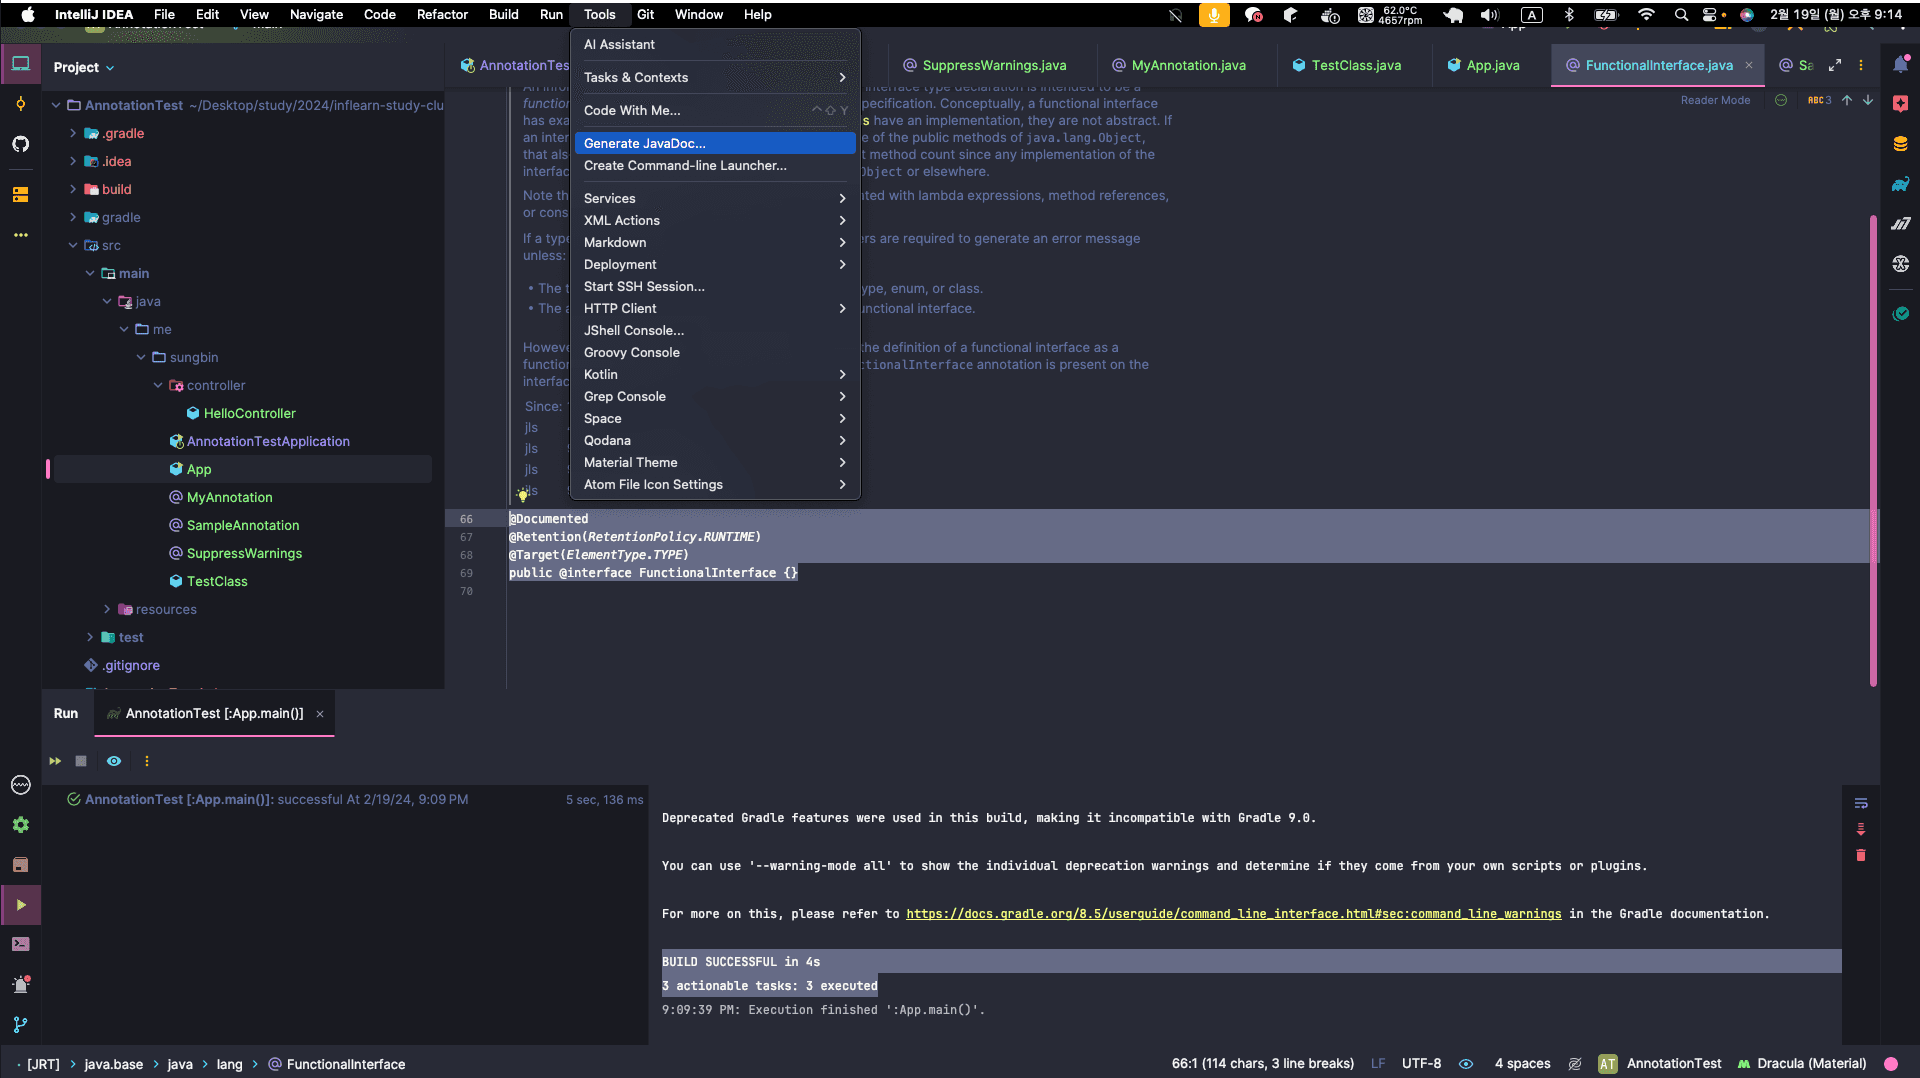 IntelliJ IDEA File Edit View Navigate Code Refactor Build Run Tools Git Window Help
62.0°C
4657rpm
A
2월 19일 (월) 오후 9:14
Project
AnnotationTes
SuppressWarnings.java
MyAnnotation.java
TestClass.java
App.java
FunctionalInterface.java
Sa
Reader Mode
ABC 3
AnnotationTest ~/Desktop/study/2024/inflearn-study-clu
.gradle
.idea
build
gradle
src
main
java
me
sungbin
controller
HelloController
AnnotationTestApplication
App
MyAnnotation
SampleAnnotation
SuppressWarnings
TestClass
resources
test
.gitignore
AI Assistant
Tasks & Contexts
Code With Me...
Generate JavaDoc...
Create Command-line Launcher...
Services
XML Actions
Markdown
Deployment
Start SSH Session...
HTTP Client
JShell Console...
Groovy Console
Kotlin
Grep Console
Space
Qodana
Material Theme
Atom File Icon Settings
An infor interface type declaration is intended to be a
function pecification. Conceptually, a functional interface
has exa s have an implementation, they are not abstract. If
an inter e of the public methods of java.lang.Object,
that als t method count since any implementation of the
interfac Object or elsewhere.
Note th ated with lambda expressions, method references,
or cons
If a type ers are required to generate an error message
unless:
• The t ype, enum, or class.
• The a unctional interface.
Howeve the definition of a functional interface as a
function ctionalInterface annotation is present on the
interfac
Since:
jls
jls
jls
jls
66 @Documented
67 @Retention(RetentionPolicy.RUNTIME)
68 @Target(ElementType.TYPE)
69 public @interface FunctionalInterface {}
70
Run
AnnotationTest [:App.main()]
AnnotationTest [:App.main()]: successful At 2/19/24, 9:09 PM 5 sec, 136 ms
Deprecated Gradle features were used in this build, making it incompatible with Gradle 9.0.
You can use '--warning-mode all' to show the individual deprecation warnings and determine if they come from your own scripts or plugins.
For more on this, please refer to https://docs.gradle.org/8.5/userguide/command_line_interface.html#sec:command_line_warnings in the Gradle documentation.
BUILD SUCCESSFUL in 4s
3 actionable tasks: 3 executed
9:09:39 PM: Execution finished ':App.main()'.
[JRT] java.base java lang FunctionalInterface
66:1 (114 chars, 3 line breaks) LF UTF-8 4 spaces AT AnnotationTest Dracula (Material)